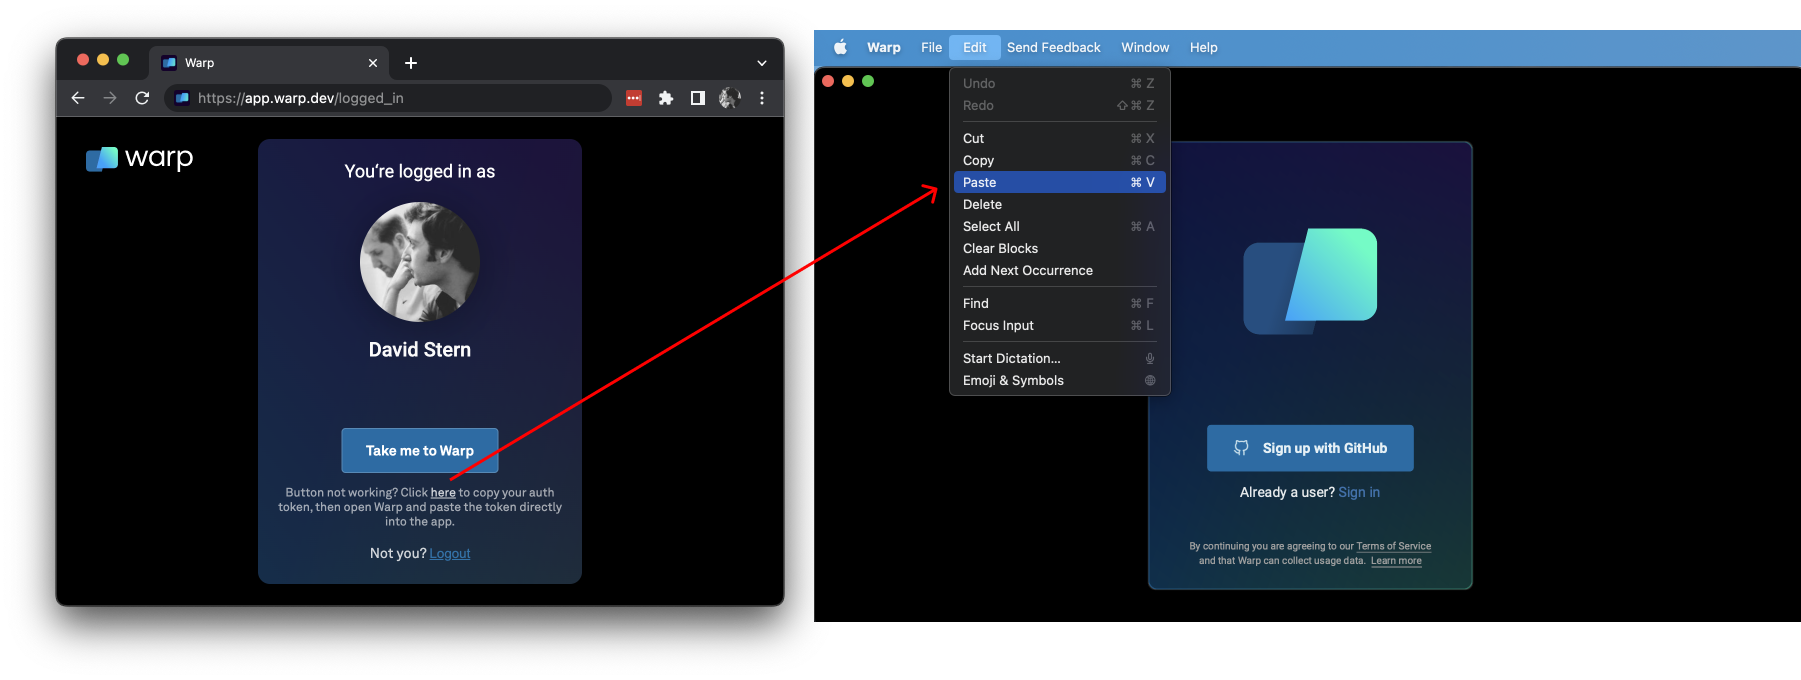 Warp
https://app.warp.dev/logged_in
warp
You're logged in as
David Stern
Take me to Warp
Button not working? Click here to copy your auth
token, then open Warp and paste the token directly
into the app.
Not you? Logout
Warp File Edit Send Feedback Window Help
Undo ⌘ Z
Redo ⇧⌘ Z
Cut ⌘ X
Copy ⌘ C
Paste ⌘ V
Delete
Select All ⌘ A
Clear Blocks
Add Next Occurrence
Find ⌘ F
Focus Input ⌘ L
Start Dictation...
Emoji & Symbols
Sign up with GitHub
Already a user? Sign in
By continuing you are agreeing to our Terms of Service
and that Warp can collect usage data. Learn more